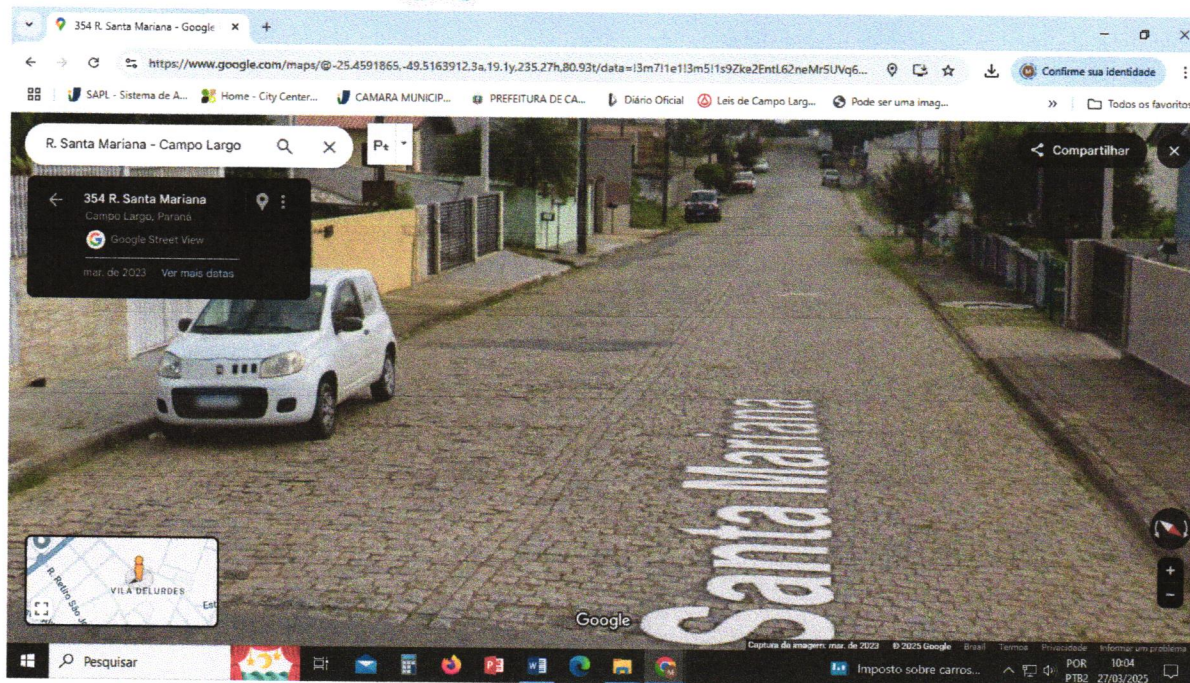 354 R. Santa Mariana - Google
https://www.google.com/maps/@-25.4591865,-49.5163912,3a,19.1y,235.27h,80.93t/data=!3m7!1e1!3m5!1s9Zke2EntL62neMr5UVq6...
Confirme sua identidade
SAPL - Sistema de A... Home - City Center... CAMARA MUNICIP... PREFEITURA DE CA... Diário Oficial Leis de Campo Larg... Pode ser uma imag... » Todos os favoritos
R. Santa Mariana - Campo Largo
Compartilhar
354 R. Santa Mariana
Campo Largo, Paraná
Google Street View
mar. de 2023 Ver mais datas
Santa Mariana
R. Retiro São
VILA DELURDES
Est
Google
Captura da imagem: mar. de 2023 © 2025 Google Brasil Termos Privacidade Informar um problema
Pesquisar
Imposto sobre carros...
POR
PTB2
10:04
27/03/2025